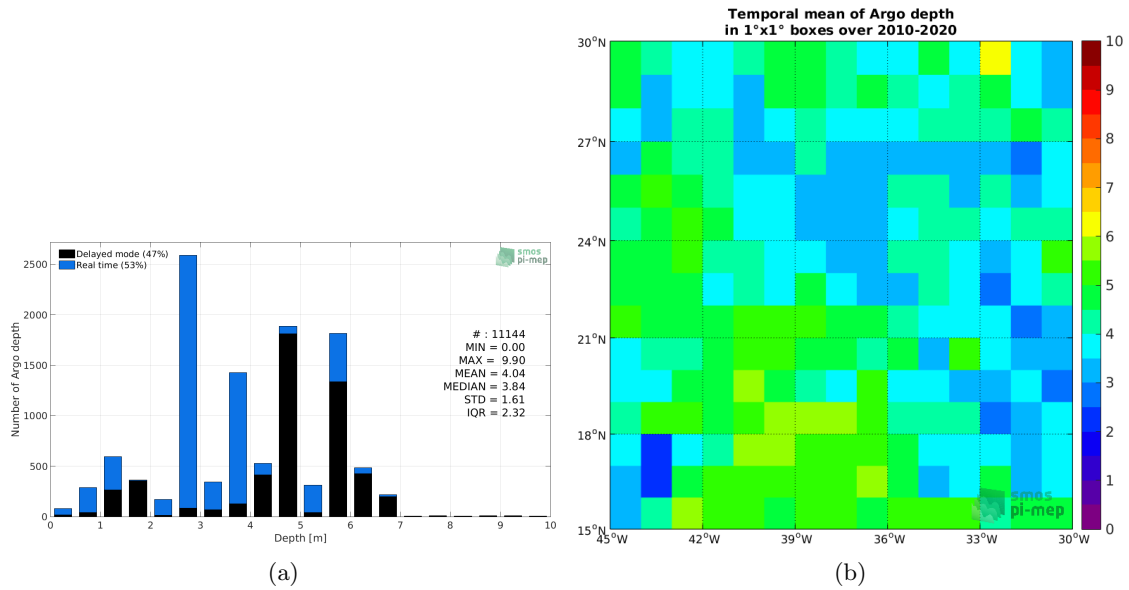 Delayed mode (47%)
Real time (53%)
smos
pi-mep
# : 11144
MIN = 0.00
MAX = 9.90
MEAN = 4.04
MEDIAN = 3.84
STD = 1.61
IQR = 2.32
Number of Argo depth
2500
2000
1500
1000
500
0
0 1 2 3 4 5 6 7 8 9 10
Depth [m]
(a)
Temporal mean of Argo depth
in 1°x1° boxes over 2010-2020
30°N
27°N
24°N
21°N
18°N
15°N
45°W 42°W 39°W 36°W 33°W 30°W
smos
pi-mep
10
9
8
7
6
5
4
3
2
1
0
(b)